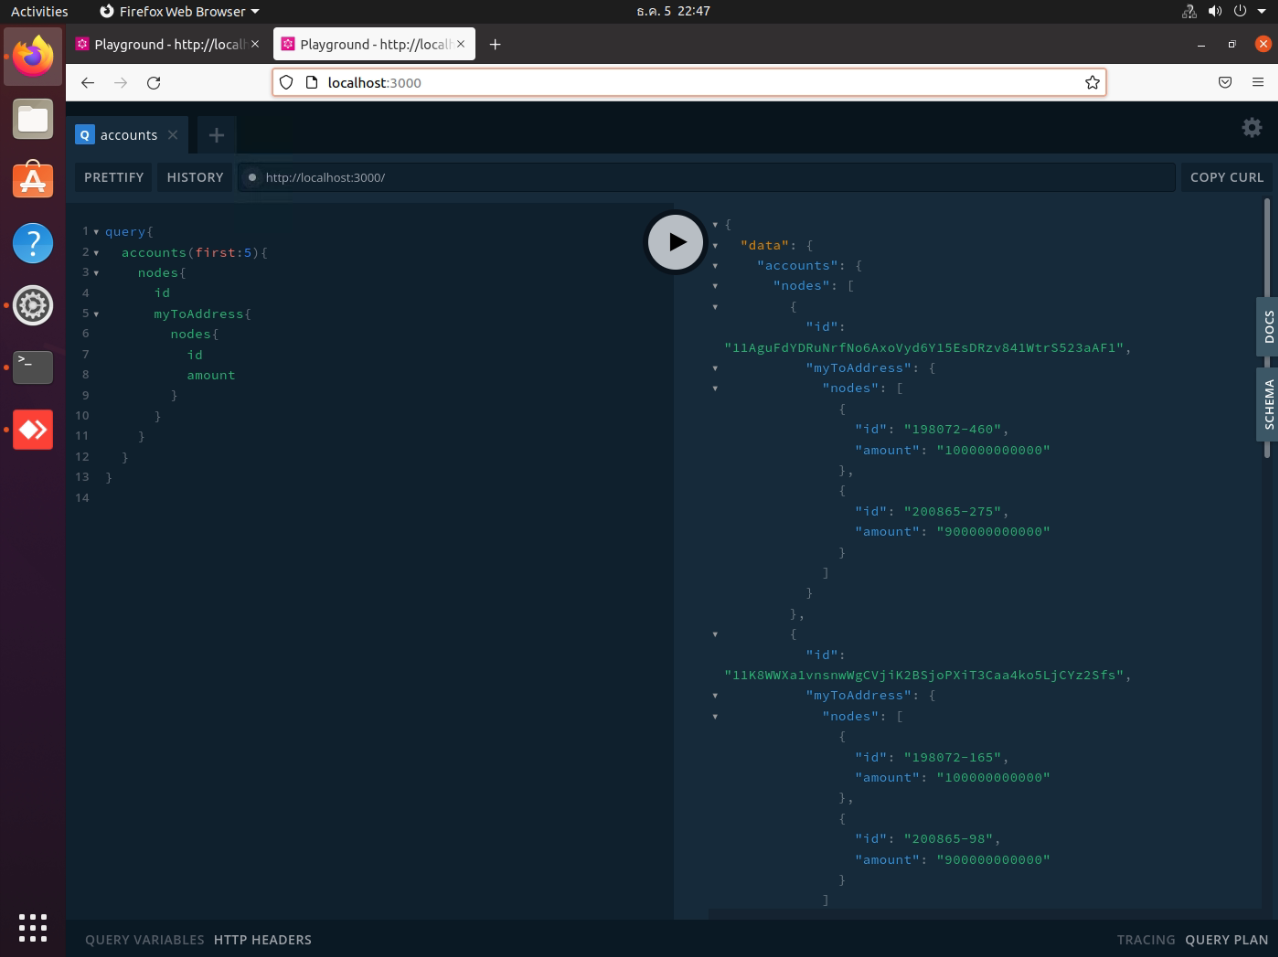 Activities
Firefox Web Browser
ธ.ค. 5 22:47
Playground - http://local
Playground - http://local
localhost:3000
Q accounts
PRETTIFY
HISTORY
http://localhost:3000/
COPY CURL
1 query{
2 accounts(first:5){
3 nodes{
4 id
5 myToAddress{
6 nodes{
7 id
8 amount
9 }
10 }
11 }
12 }
13 }
14
{
"data": {
"accounts": {
"nodes": [
{
"id":
"11AguFdYDRuNrfNo6AxoVyd6Y15EsDRzv841WtrS523aAF1",
"myToAddress": {
"nodes": [
{
"id": "198072-460",
"amount": "100000000000"
},
{
"id": "200865-275",
"amount": "900000000000"
}
]
}
},
{
"id":
"11K8WWXa1vnsnwWgCVjiK2BSjoPXiT3Caa4ko5LjCYz2Sfs",
"myToAddress": {
"nodes": [
{
"id": "198072-165",
"amount": "100000000000"
},
{
"id": "200865-98",
"amount": "900000000000"
}
]
DOCS
SCHEMA
QUERY VARIABLES
HTTP HEADERS
TRACING
QUERY PLAN